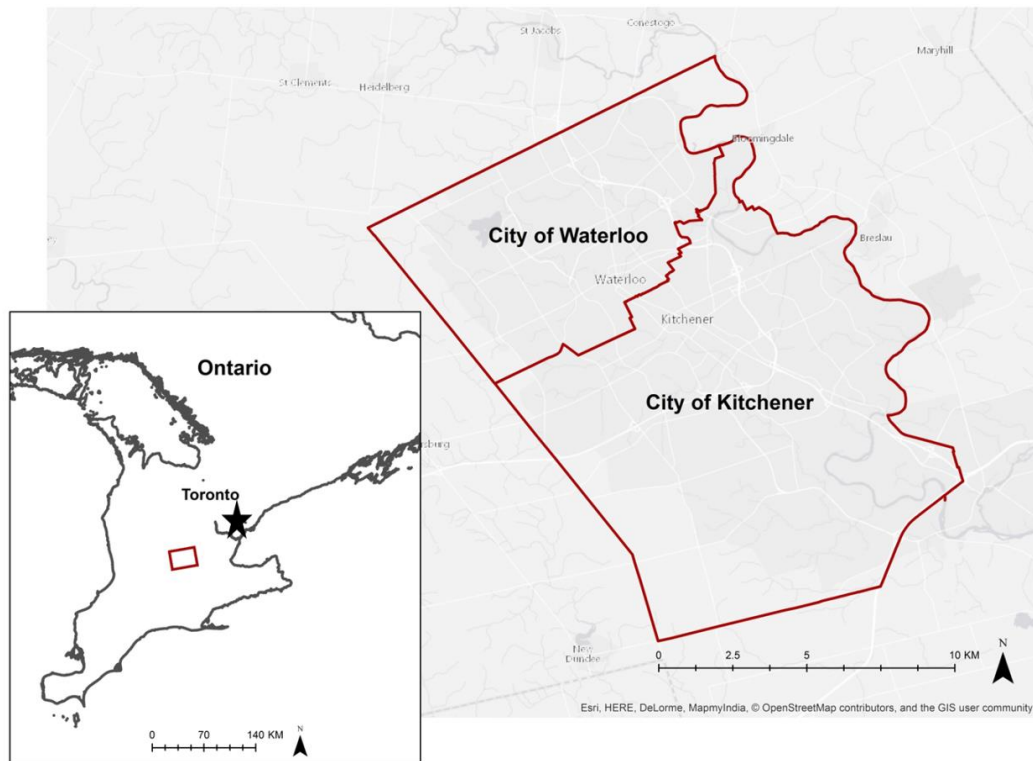 Conestogo
St Jacobs
Maryhill
St Clements
Heidelberg
Bloomingdale
City of Waterloo
Breslau
Waterloo
Kitchener
Ontario
City of Kitchener
Toronto
New
Dundee
0 2.5 5 10 KM
N
Esri, HERE, DeLorme, MapmyIndia, © OpenStreetMap contributors, and the GIS user community
0 70 140 KM
N